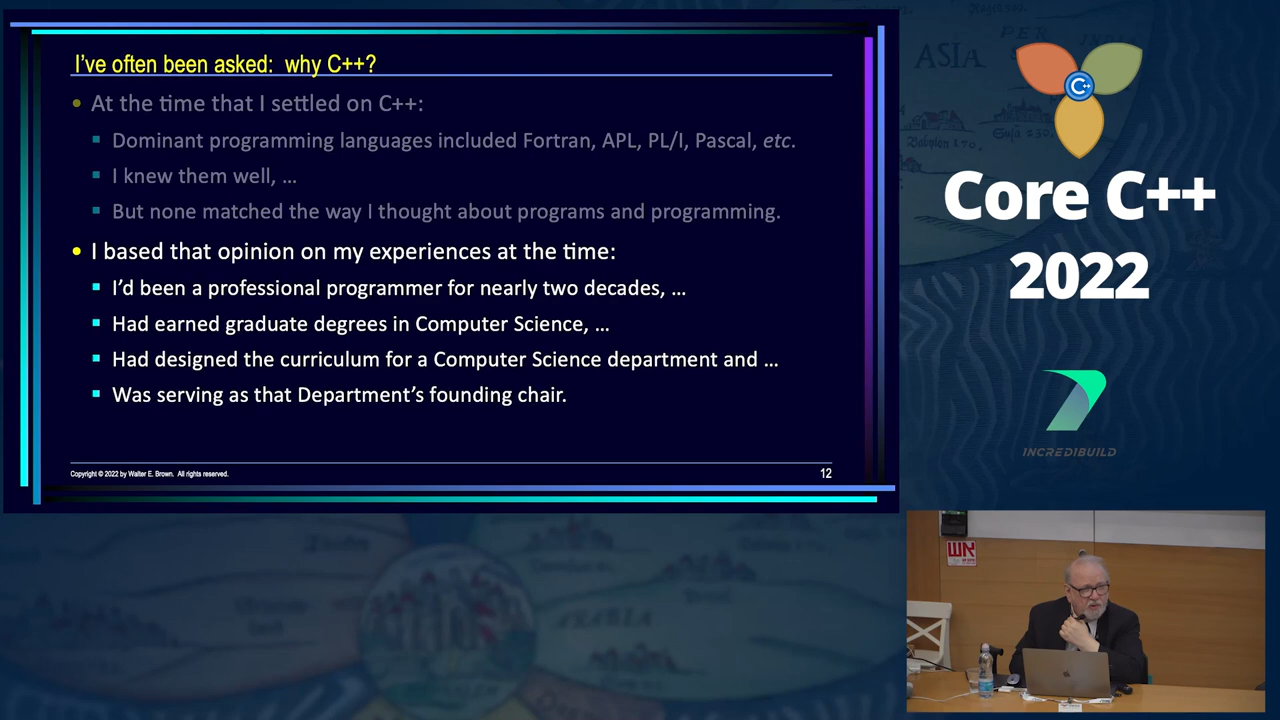 I've often been asked: why C++?
• At the time that I settled on C++:
▪ Dominant programming languages included Fortran, APL, PL/I, Pascal, etc.
▪ I knew them well, …
▪ But none matched the way I thought about programs and programming.
• I based that opinion on my experiences at the time:
▪ I'd been a professional programmer for nearly two decades, …
▪ Had earned graduate degrees in Computer Science, …
▪ Had designed the curriculum for a Computer Science department and …
▪ Was serving as that Department's founding chair.
Copyright © 2022 by Walter E. Brown. All rights reserved.
12
ASIA
PER
INDIA
C++
Core C++
2022
INCREDIBUILD
שא